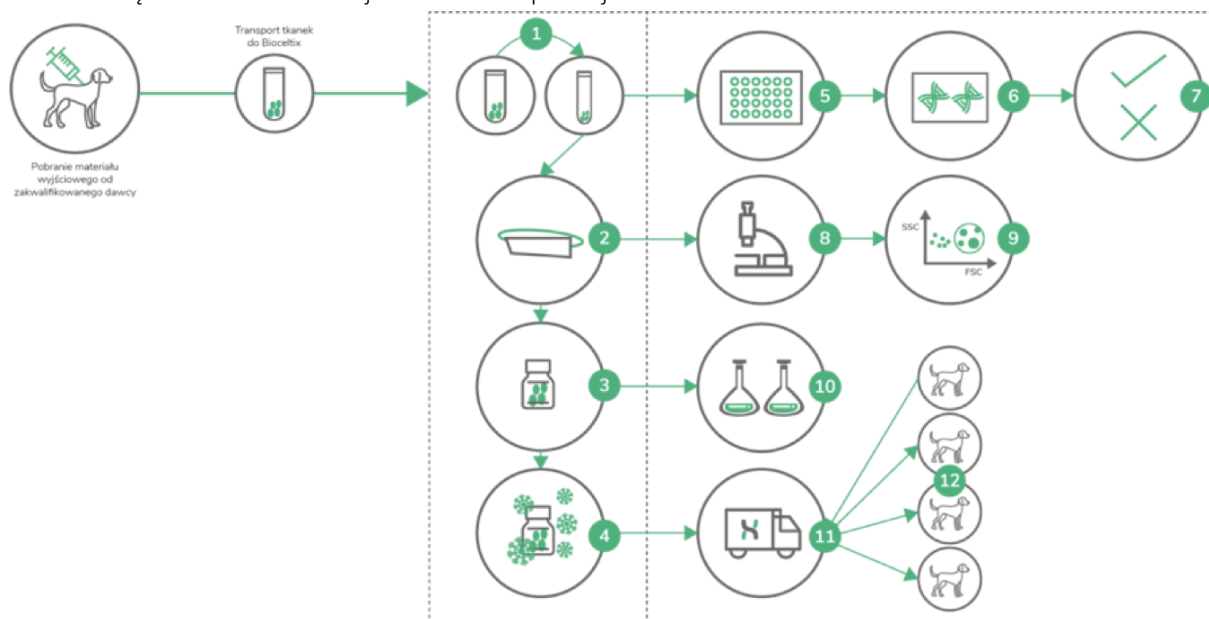 Transport tkanek
do Bioceltix
Pobranie materiału
wyjściowego od
zakwalifikowanego dawcy
1
5
6
7
2
8
SSC
FSC
9
3
10
4
11
12